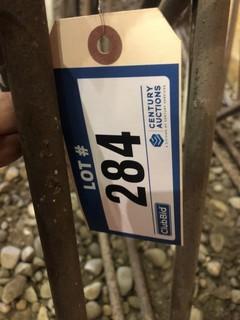 LOT #
284
CENTURY
AUCTIONS
ClubBid